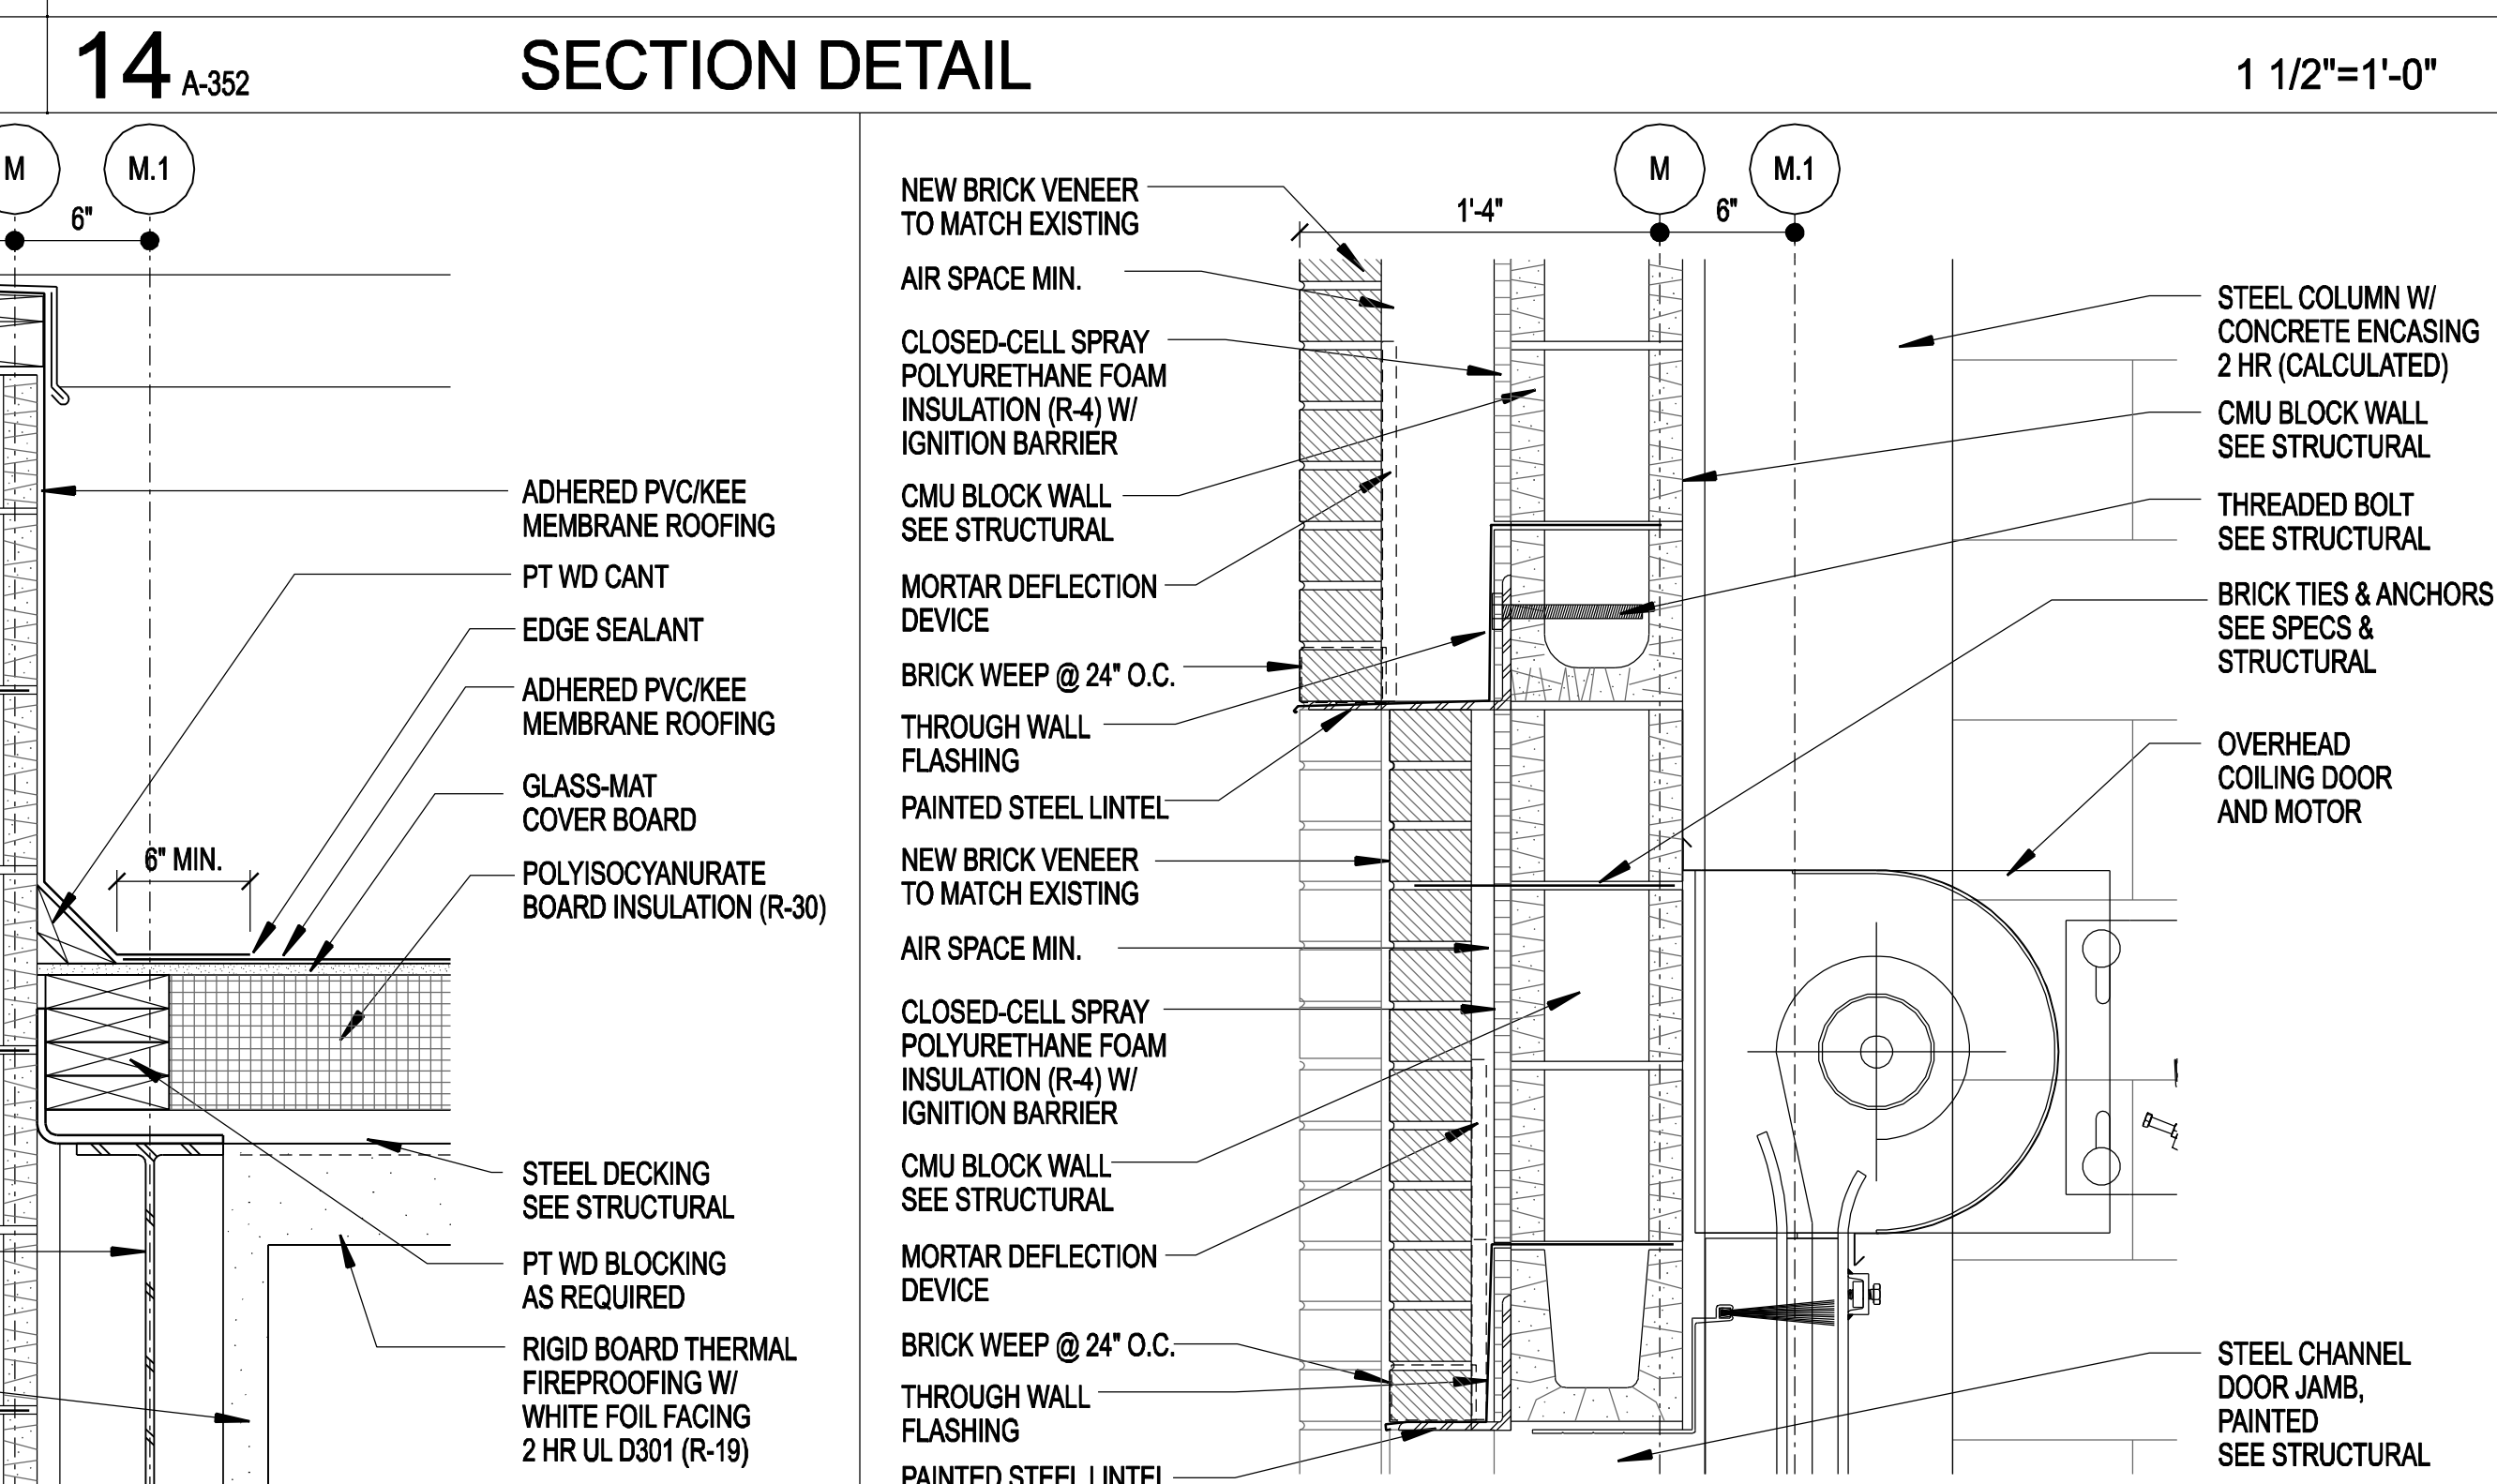 14 A-352
SECTION DETAIL
1 1/2"=1'-0"
M
M.1
6"
ADHERED PVC/KEE
MEMBRANE ROOFING
PT WD CANT
EDGE SEALANT
ADHERED PVC/KEE
MEMBRANE ROOFING
GLASS-MAT
COVER BOARD
6" MIN.
POLYISOCYANURATE
BOARD INSULATION (R-30)
STEEL DECKING
SEE STRUCTURAL
PT WD BLOCKING
AS REQUIRED
RIGID BOARD THERMAL
FIREPROOFING W/
WHITE FOIL FACING
2 HR UL D301 (R-19)
M
M.1
1'-4"
6"
NEW BRICK VENEER
TO MATCH EXISTING
AIR SPACE MIN.
CLOSED-CELL SPRAY
POLYURETHANE FOAM
INSULATION (R-4) W/
IGNITION BARRIER
CMU BLOCK WALL
SEE STRUCTURAL
MORTAR DEFLECTION
DEVICE
BRICK WEEP @ 24" O.C.
THROUGH WALL
FLASHING
PAINTED STEEL LINTEL
NEW BRICK VENEER
TO MATCH EXISTING
AIR SPACE MIN.
CLOSED-CELL SPRAY
POLYURETHANE FOAM
INSULATION (R-4) W/
IGNITION BARRIER
CMU BLOCK WALL
SEE STRUCTURAL
MORTAR DEFLECTION
DEVICE
BRICK WEEP @ 24" O.C.
THROUGH WALL
FLASHING
PAINTED STEEL LINTEL
STEEL COLUMN W/
CONCRETE ENCASING
2 HR (CALCULATED)
CMU BLOCK WALL
SEE STRUCTURAL
THREADED BOLT
SEE STRUCTURAL
BRICK TIES & ANCHORS
SEE SPECS &
STRUCTURAL
OVERHEAD
COILING DOOR
AND MOTOR
STEEL CHANNEL
DOOR JAMB,
PAINTED
SEE STRUCTURAL